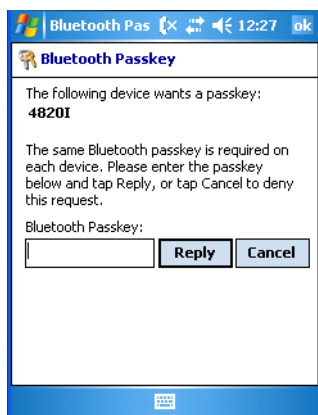 Bluetooth Pas 12:27 ok
Bluetooth Passkey
The following device wants a passkey:
4820I
The same Bluetooth passkey is required on
each device. Please enter the passkey
below and tap Reply, or tap Cancel to deny
this request.
Bluetooth Passkey:
Reply Cancel